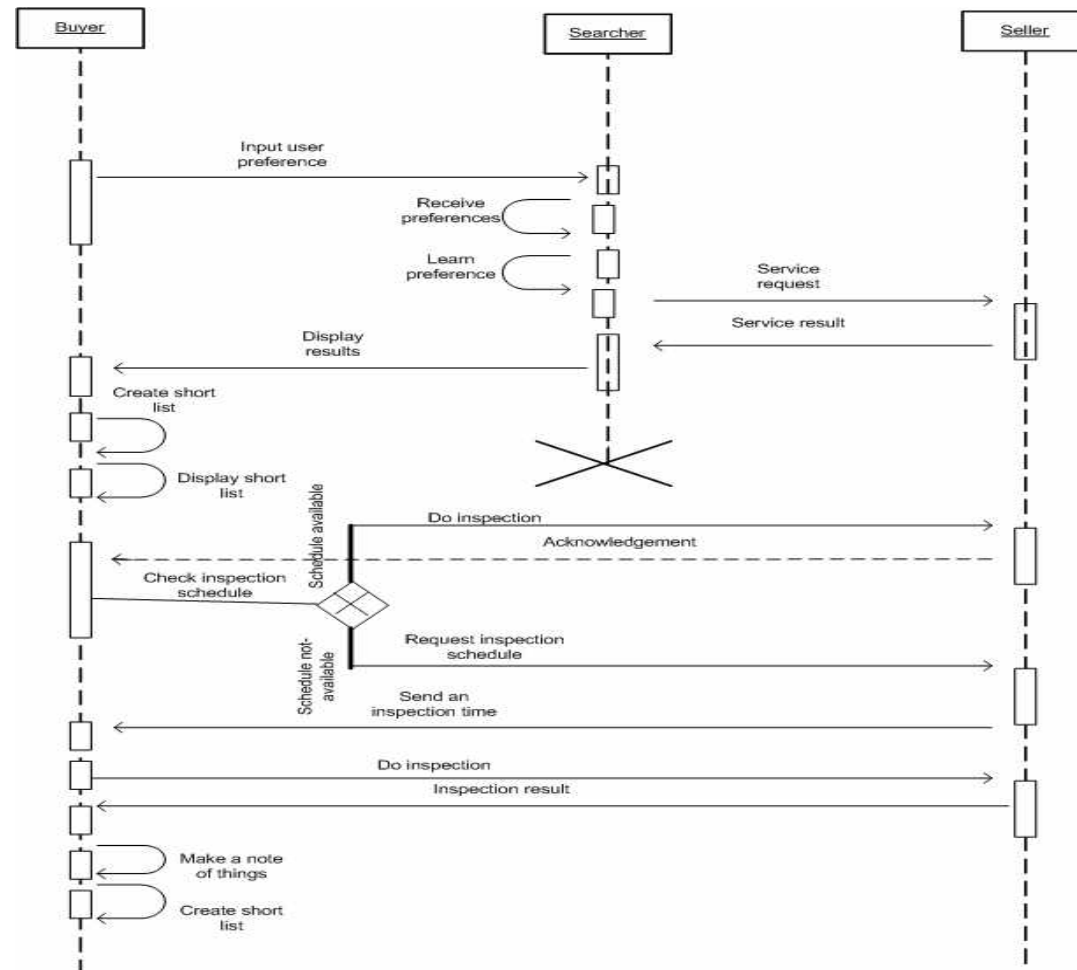 Buyer
Searcher
Seller
Input user
preference
Receive
preferences
Learn
preference
Service
request
Service result
Display
results
Create short
list
Display short
list
Schedule available
Do inspection
Acknowledgement
Check inspection
schedule
Schedule not-
available
Request inspection
schedule
Send an
inspection time
Do inspection
Inspection result
Make a note
of things
Create short
list